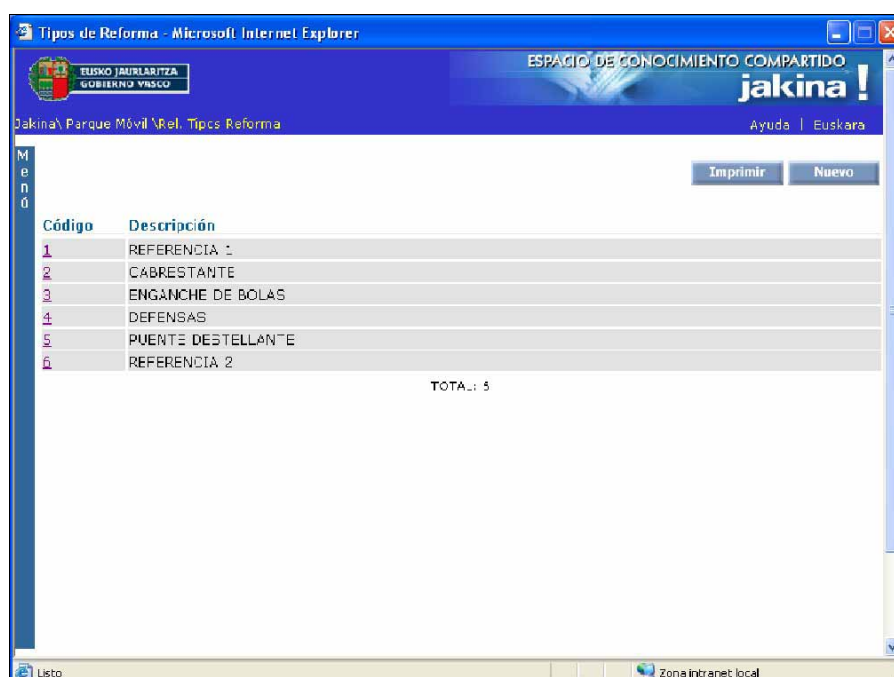 Tipos de Reforma - Microsoft Internet Explorer
EUSKO JAURLARITZA
GOBIERNO VASCO
ESPACIO DE CONOCIMIENTO COMPARTIDO
jakina !
Jakina\ Parque Móvil \Rel. Tipos Reforma
Ayuda | Euskara
Menú
Imprimir Nuevo
Código Descripción
1 REFERENCIA 1
2 CABRESTANTE
3 ENGANCHE DE BOLAS
4 DEFENSAS
5 PUENTE DESTELLANTE
6 REFERENCIA 2
TOTAL:
Listo
Zona intranet local